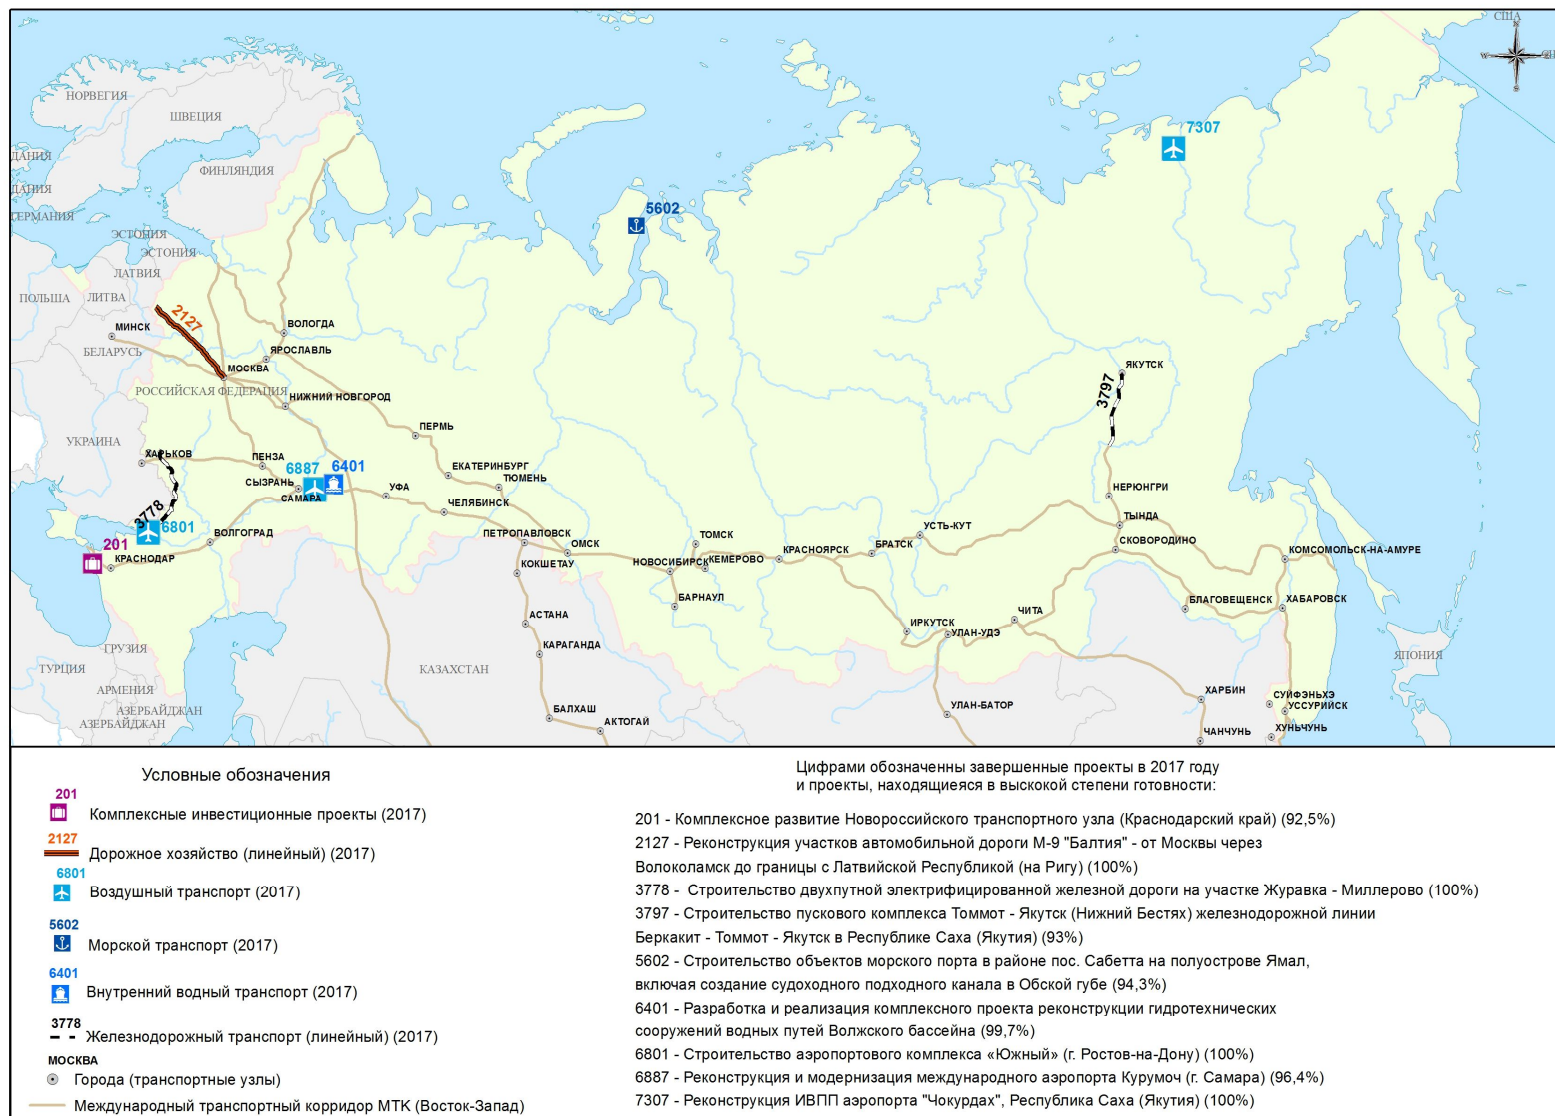 США
НОРВЕГИЯ
ШВЕЦИЯ
ФИНЛЯНДИЯ
ДАНИЯ
ДАНИЯ
ГЕРМАНИЯ
ЭСТОНИЯ
ЭСТОНИЯ
ЛАТВИЯ
ЛИТВА
ПОЛЬША
МИНСК
БЕЛАРУСЬ
УКРАИНА
7307
5602
2127
ВОЛОГДА
ЯРОСЛАВЛЬ
МОСКВА
РОССИЙСКАЯ ФЕДЕРАЦИЯ
НИЖНИЙ НОВГОРОД
ЯКУТСК
3797
ПЕРМЬ
ХАРЬКОВ
ПЕНЗА
6887
6401
ЕКАТЕРИНБУРГ
ТЮМЕНЬ
СЫЗРАНЬ
САМАРА
УФА
ЧЕЛЯБИНСК
НЕРЮНГРИ
3778
6801
ВОЛГОГРАД
ПЕТРОПАВЛОВСК
ОМСК
ТОМСК
УСТЬ-КУТ
ТЫНДА
СКОВОРОДИНО
201
КРАСНОДАР
КОКШЕТАУ
НОВОСИБИРСК
КЕМЕРОВО
КРАСНОЯРСК
БРАТСК
КОМСОМОЛЬСК-НА-АМУРЕ
БАРНАУЛ
АСТАНА
ИРКУТСК
УЛАН-УДЭ
ЧИТА
БЛАГОВЕЩЕНСК
ХАБАРОВСК
ГРУЗИЯ
ТУРЦИЯ
АРМЕНИЯ
АЗЕРБАЙДЖАН
АЗЕРБАЙДЖАН
КАЗАХСТАН
КАРАГАНДА
БАЛХАШ
АКТОГАЙ
УЛАН-БАТОР
ХАРБИН
ЧАНЧУНЬ
СУЙФЭНЬХЭ
УССУРИЙСК
ХУНЬЧУНЬ
ЯПОНИЯ
Условные обозначения
201
Комплексные инвестиционные проекты (2017)
2127
Дорожное хозяйство (линейный) (2017)
6801
Воздушный транспорт (2017)
5602
Морской транспорт (2017)
6401
Внутренний водный транспорт (2017)
3778
Железнодорожный транспорт (линейный) (2017)
МОСКВА
Города (транспортные узлы)
Международный транспортный корридор МТК (Восток-Запад)
Цифрами обозначенны завершенные проекты в 2017 году
и проекты, находящиеяся в выскокой степени готовности:
201 - Комплексное развитие Новороссийского транспортного узла (Краснодарский край) (92,5%)
2127 - Реконструкция участков автомобильной дороги М-9 "Балтия" - от Москвы через
Волоколамск до границы с Латвийской Республикой (на Ригу) (100%)
3778 - Строительство двухпутной электрифицированной железной дороги на участке Журавка - Миллерово (100%)
3797 - Строительство пускового комплекса Томмот - Якутск (Нижний Бестях) железнодорожной линии
Беркакит - Томмот - Якутск в Республике Саха (Якутия) (93%)
5602 - Строительство объектов морского порта в районе пос. Сабетта на полуострове Ямал,
включая создание судоходного подходного канала в Обской губе (94,3%)
6401 - Разработка и реализация комплексного проекта реконструкции гидротехнических
сооружений водных путей Волжского бассейна (99,7%)
6801 - Строительство аэропортового комплекса «Южный» (г. Ростов-на-Дону) (100%)
6887 - Реконструкция и модернизация международного аэропорта Курумоч (г. Самара) (96,4%)
7307 - Реконструкция ИВПП аэропорта "Чокурдах", Республика Саха (Якутия) (100%)